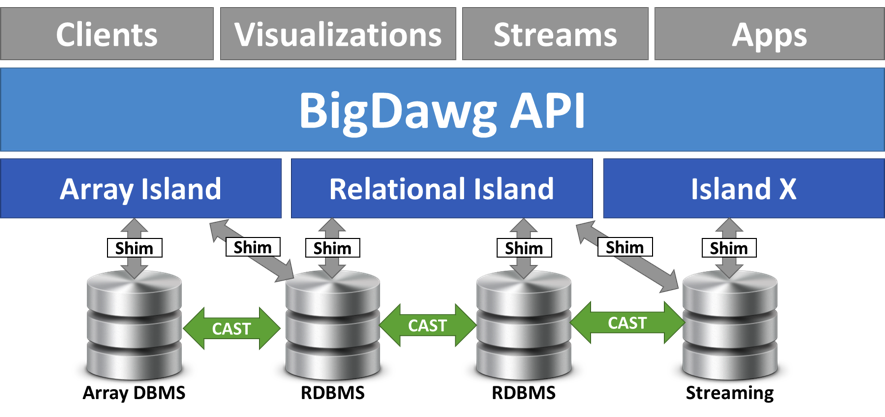 Clients
Visualizations
Streams
Apps
BigDawg API
Array Island
Relational Island
Island X
Shim
Shim
Shim
Shim
Shim
Shim
CAST
CAST
CAST
Array DBMS
RDBMS
RDBMS
Streaming